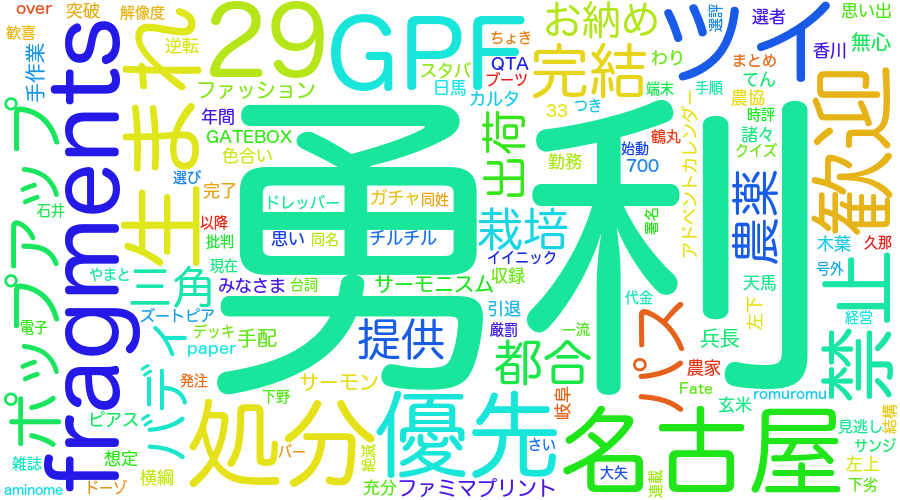 over
突破
解像度
歓喜
逆転
手作業
生まれ
29
ファッション
年間
GATEBOX
色合い
GPF
スタバ
日馬
カルタ
ちょき
QTA
ブーツ
お納め
完結
33
つき
ツイ
わり
端末
手順
まとめ
てん
農協
選評
選者
思い出
香川
無心
時評
諸々
クイズ
歓迎
fragments
ポップアップ
石井
電子
やまと
雑誌
aminome
ドーゾ
ピアス
想定
横綱
選び
完了
以降
批判
現在
三角
みなさま
台詞
ズートピア
バディ
デッキ
手配
paper
発注
下野
勇利
ドレッバー
ガチャ
同姓
思い
同名
チルチル
サーモニスム
提供
サーモン
処分
バー
絶滅
充分
優先
ファミマプリント
出荷
勤務
始動
鶴丸
700
栽培
イイニック
収録
引退
厳罰
一流
都合
岐阜
さい
署名
代金
アドベントカレンダー
農薬
左下
天馬
兵長
パス
農家
Fate
玄米
romuromu
名古屋
大矢
連載
木葉
久那
号外
経営
禁止
見逃し
結構
サンジ
左上
下劣